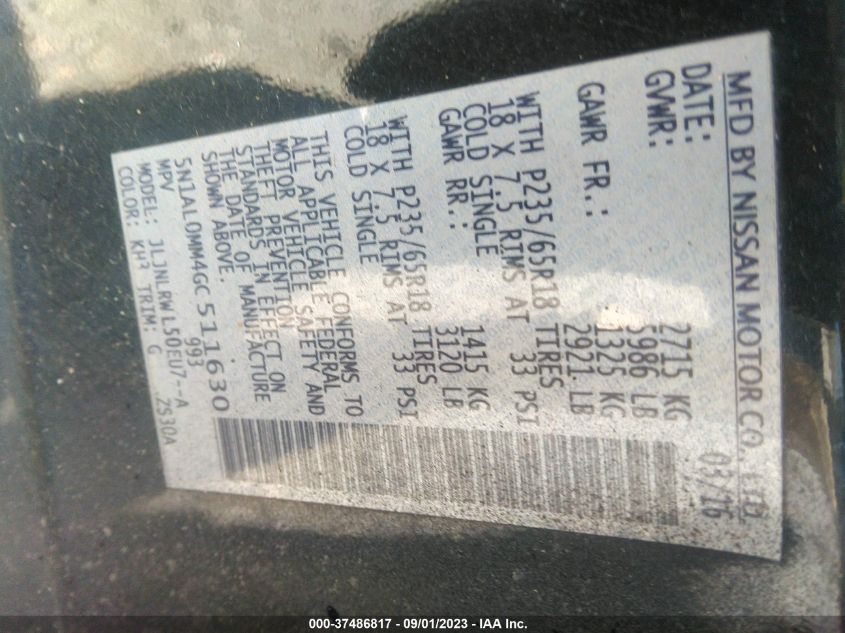 MFD BY NISSAN MOTOR CO., LTD.
DATE: 03/16
GVWR: 2715 KG
5986 LB
GAWR FR.: 1325 KG
2921 LB
WITH P235/65R18 TIRES
18 X 7.5 RIMS AT 33 PSI
COLD SINGLE
GAWR RR.: 1415 KG
3120 LB
WITH P235/65R18 TIRES
18 X 7.5 RIMS AT 33 PSI
COLD SINGLE
THIS VEHICLE CONFORMS TO
ALL APPLICABLE FEDERAL
MOTOR VEHICLE SAFETY AND
THEFT PREVENTION
STANDARDS IN EFFECT ON
THE DATE OF MANUFACTURE
SHOWN ABOVE.
5N1AL0MM4GC511630
MPV 993
MODEL: JLJNLRWL50EU7--A
COLOR: KH3 TRIM: G ZS30A
000-37486817 - 09/01/2023 - IAA Inc.